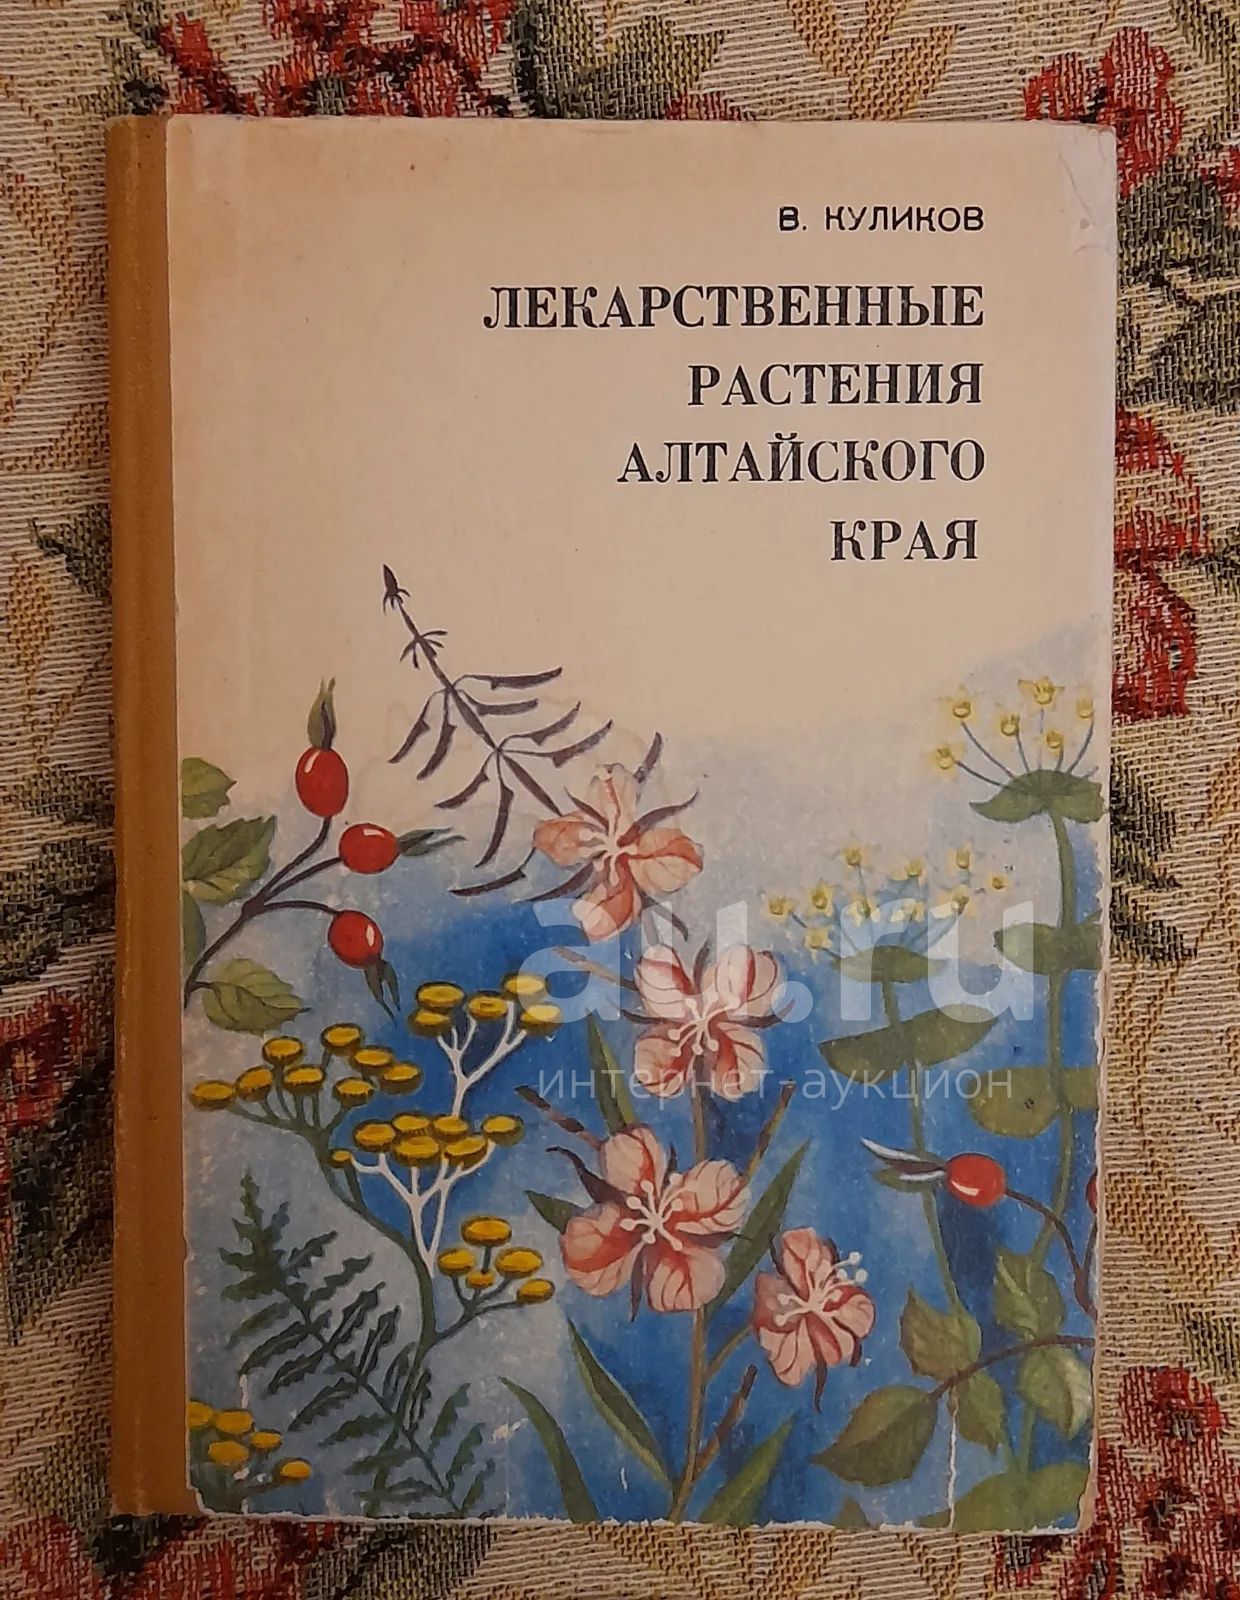 В. КУЛИКОВ
ЛЕКАРСТВЕННЫЕ
РАСТЕНИЯ
АЛТАЙСКОГО
КРАЯ
au.ru
интернет-аукцион